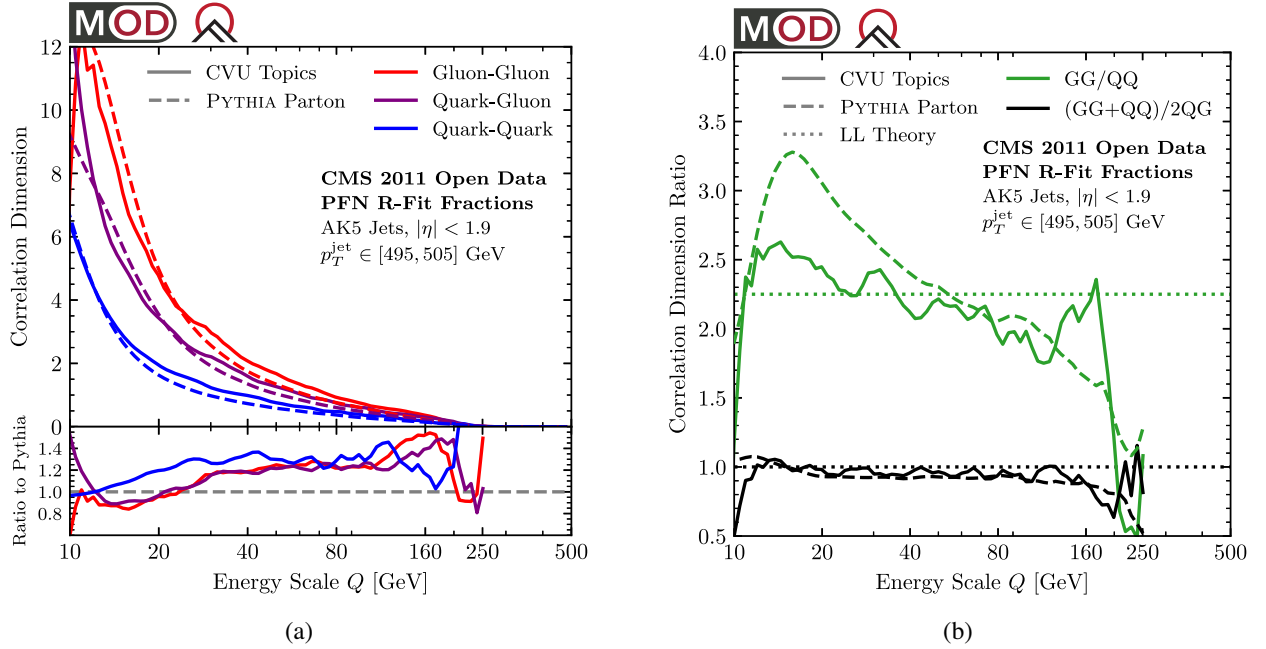 MOD
12
10
8
6
4
2
0
Correlation Dimension
CVU Topics
PYTHIA Parton
Gluon-Gluon
Quark-Gluon
Quark-Quark
CMS 2011 Open Data
PFN R-Fit Fractions
AK5 Jets, |η| < 1.9
p_T^jet ∈ [495, 505] GeV
1.4
1.2
1.0
0.8
Ratio to Pythia
10 20 40 80 160 250 500
Energy Scale Q [GeV]
(a)
MOD
4.0
3.5
3.0
2.5
2.0
1.5
1.0
0.5
Correlation Dimension Ratio
CVU Topics
PYTHIA Parton
LL Theory
GG/QQ
(GG+QQ)/2QG
CMS 2011 Open Data
PFN R-Fit Fractions
AK5 Jets, |η| < 1.9
p_T^jet ∈ [495, 505] GeV
10 20 40 80 160 250 500
Energy Scale Q [GeV]
(b)